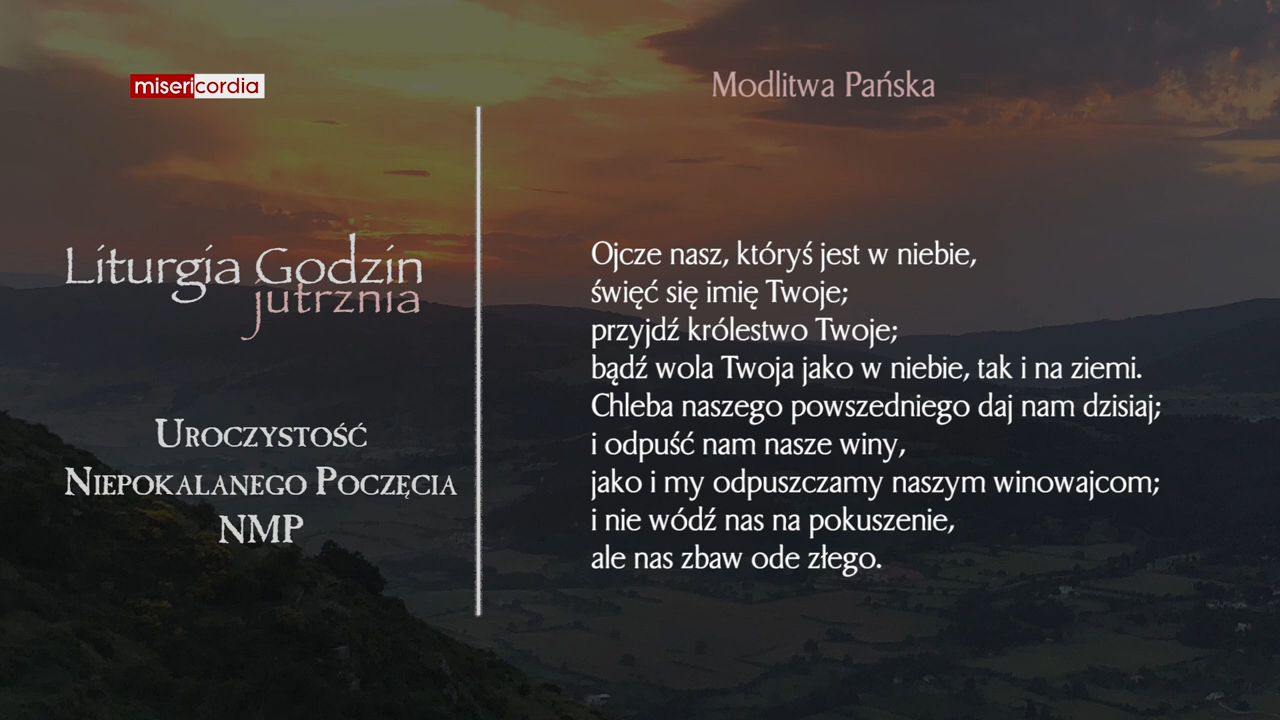 misericordia
Liturgia Godzin
jutrznia
Uroczystość
Niepokalanego Poczęcia
NMP
Modlitwa Pańska
Ojcze nasz, któryś jest w niebie,
święć się imię Twoje;
przyjdź królestwo Twoje;
bądź wola Twoja jako w niebie, tak i na ziemi.
Chleba naszego powszedniego daj nam dzisiaj;
i odpuść nam nasze winy,
jako i my odpuszczamy naszym winowajcom;
i nie wódź nas na pokuszenie,
ale nas zbaw ode złego.